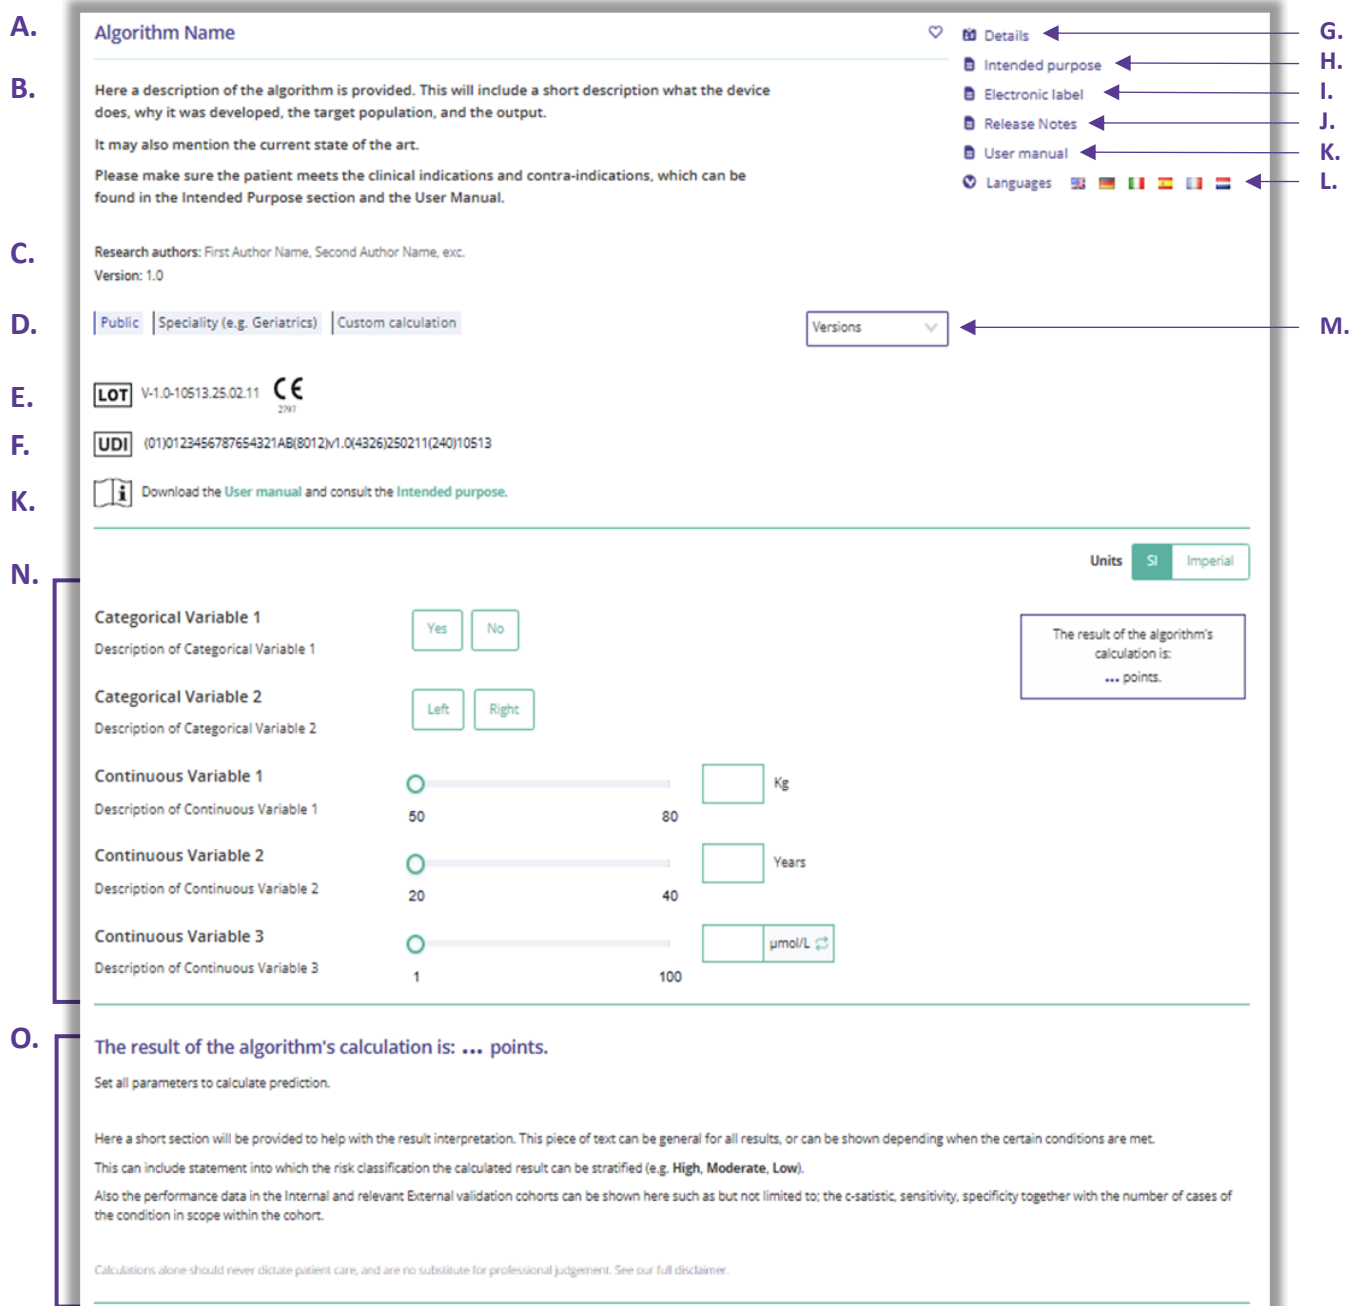 A.
Algorithm Name
G.
Details
H.
Intended purpose
B.
Here a description of the algorithm is provided. This will include a short description what the device
does, why it was developed, the target population, and the output.
I.
Electronic label
J.
Release Notes
It may also mention the current state of the art.
K.
User manual
Please make sure the patient meets the clinical indications and contra-indications, which can be
found in the Intended Purpose section and the User Manual.
L.
Languages
C.
Research authors: First Author Name, Second Author Name, exc.
Version: 1.0
D.
Public Speciality (e.g. Geriatrics) Custom calculation
Versions
M.
E.
LOT V-1.0-10513.25.02.11 CE
2797
F.
UDI (01)0123456787654321AB(8012)v1.0(4326)250211(240)10513
K.
i Download the User manual and consult the Intended purpose.
N.
Units SI Imperial
Categorical Variable 1
Description of Categorical Variable 1
Yes No
The result of the algorithm's
calculation is:
... points.
Categorical Variable 2
Description of Categorical Variable 2
Left Right
Continuous Variable 1
Description of Continuous Variable 1
50 80
Kg
Continuous Variable 2
Description of Continuous Variable 2
20 40
Years
Continuous Variable 3
Description of Continuous Variable 3
1 100
μmol/L
O.
The result of the algorithm's calculation is: ... points.
Set all parameters to calculate prediction.
Here a short section will be provided to help with the result interpretation. This piece of text can be general for all results, or can be shown depending when the certain conditions are met.
This can include statement into which the risk classification the calculated result can be stratified (e.g. High, Moderate, Low).
Also the performance data in the Internal and relevant External validation cohorts can be shown here such as but not limited to; the c-satistic, sensitivity, specificity together with the number of cases of
the condition in scope within the cohort.
Calculations alone should never dictate patient care, and are no substitute for professional judgement. See our full disclaimer.